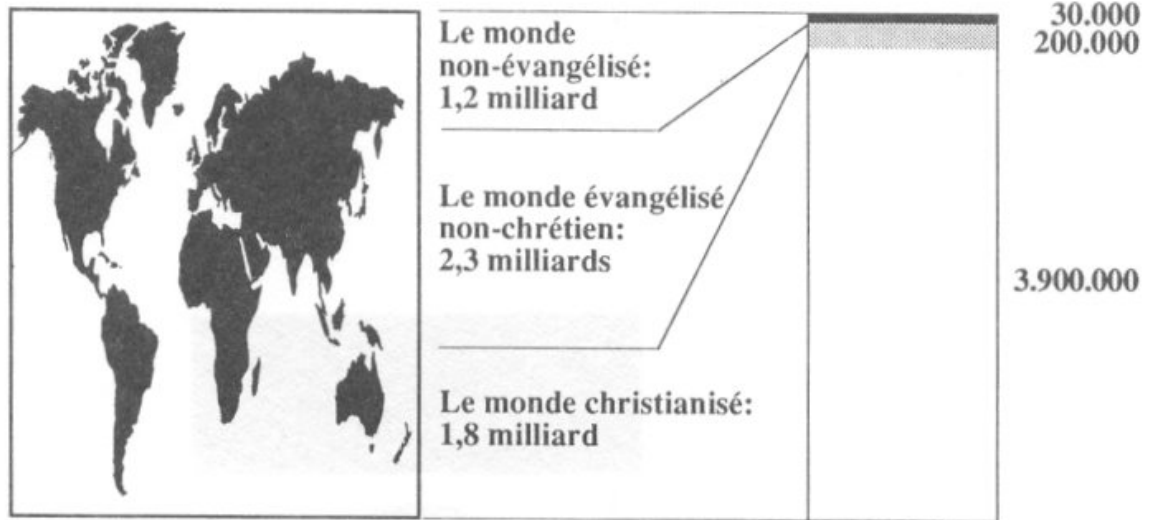 Le monde
non-évangélisé:
1,2 milliard
Le monde évangélisé
non-chrétien:
2,3 milliards
Le monde christianisé:
1,8 milliard
30.000
200.000
3.900.000